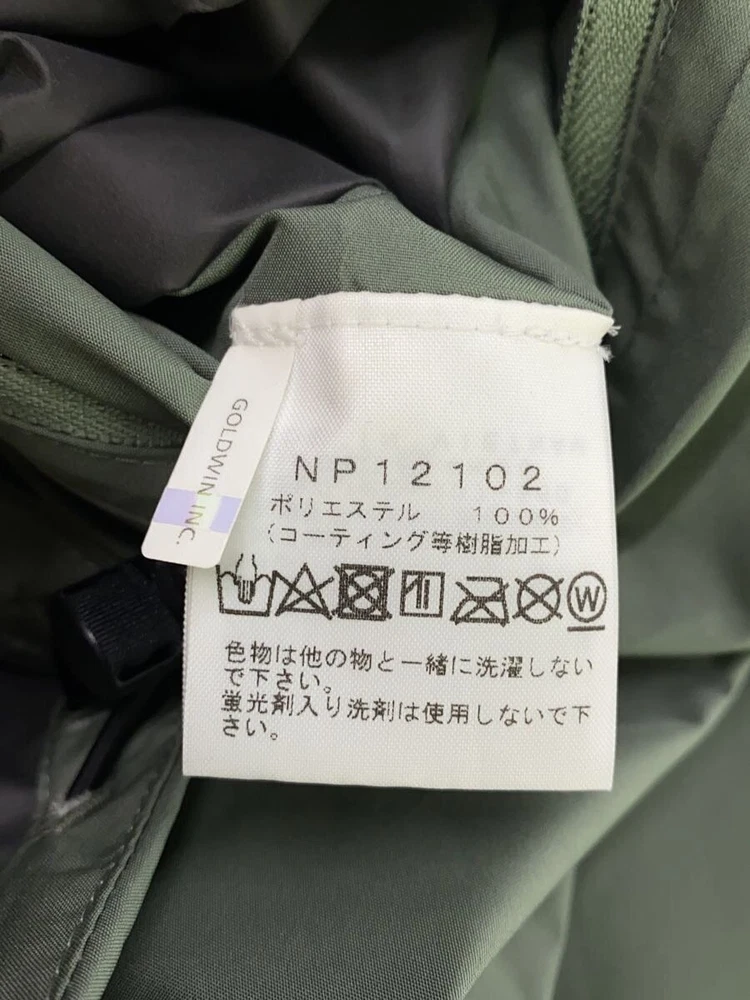 GOLDWIN INC.
NP12102
ポリエステル 100%
(コーティング等樹脂加工)
W
色物は他の物と一緒に洗濯しない
で下さい。
蛍光剤入り洗剤は使用しないで下
さい。